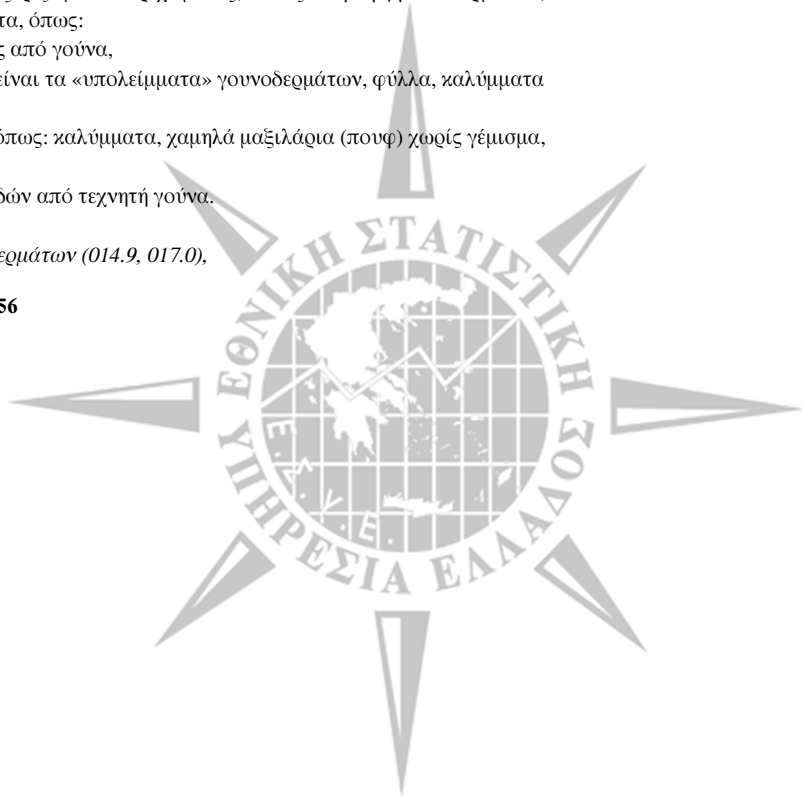 τα, όπως:
ς από γούνα,
είναι τα «υπολείμματα» γουνοδερμάτων, φύλλα, καλύμματα
όπως: καλύμματα, χαμηλά μαξιλάρια (πουφ) χωρίς γέμισμα,
δών από τεχνητή γούνα.
ερμάτων (014.9, 017.0),
56
ΕΘΝΙΚΗ ΣΤΑΤΙΣΤΙΚΗ
ΥΠΗΡΕΣΙΑ ΕΛΛΑΔΟΣ
Ε.Σ.Υ.Ε.